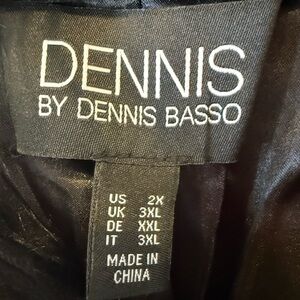 DENNIS
BY DENNIS BASSO
US 2X
UK 3XL
DE XXL
IT 3XL
MADE IN
CHINA